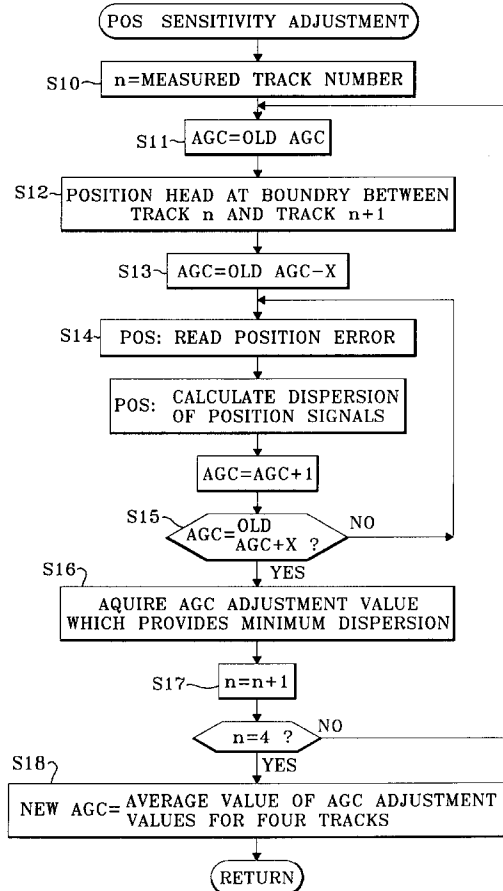 POS SENSITIVITY ADJUSTMENT
S10
n=MEASURED TRACK NUMBER
S11
AGC=OLD AGC
S12
POSITION HEAD AT BOUNDRY BETWEEN
TRACK n AND TRACK n+1
S13
AGC=OLD AGC-X
S14
POS: READ POSITION ERROR
POS: CALCULATE DISPERSION
OF POSITION SIGNALS
AGC=AGC+1
S15
AGC=OLD
AGC+X ?
NO
YES
S16
AQUIRE AGC ADJUSTMENT VALUE
WHICH PROVIDES MINIMUM DISPERSION
S17
n=n+1
n=4 ?
NO
YES
S18
NEW AGC= AVERAGE VALUE OF AGC ADJUSTMENT
VALUES FOR FOUR TRACKS
RETURN